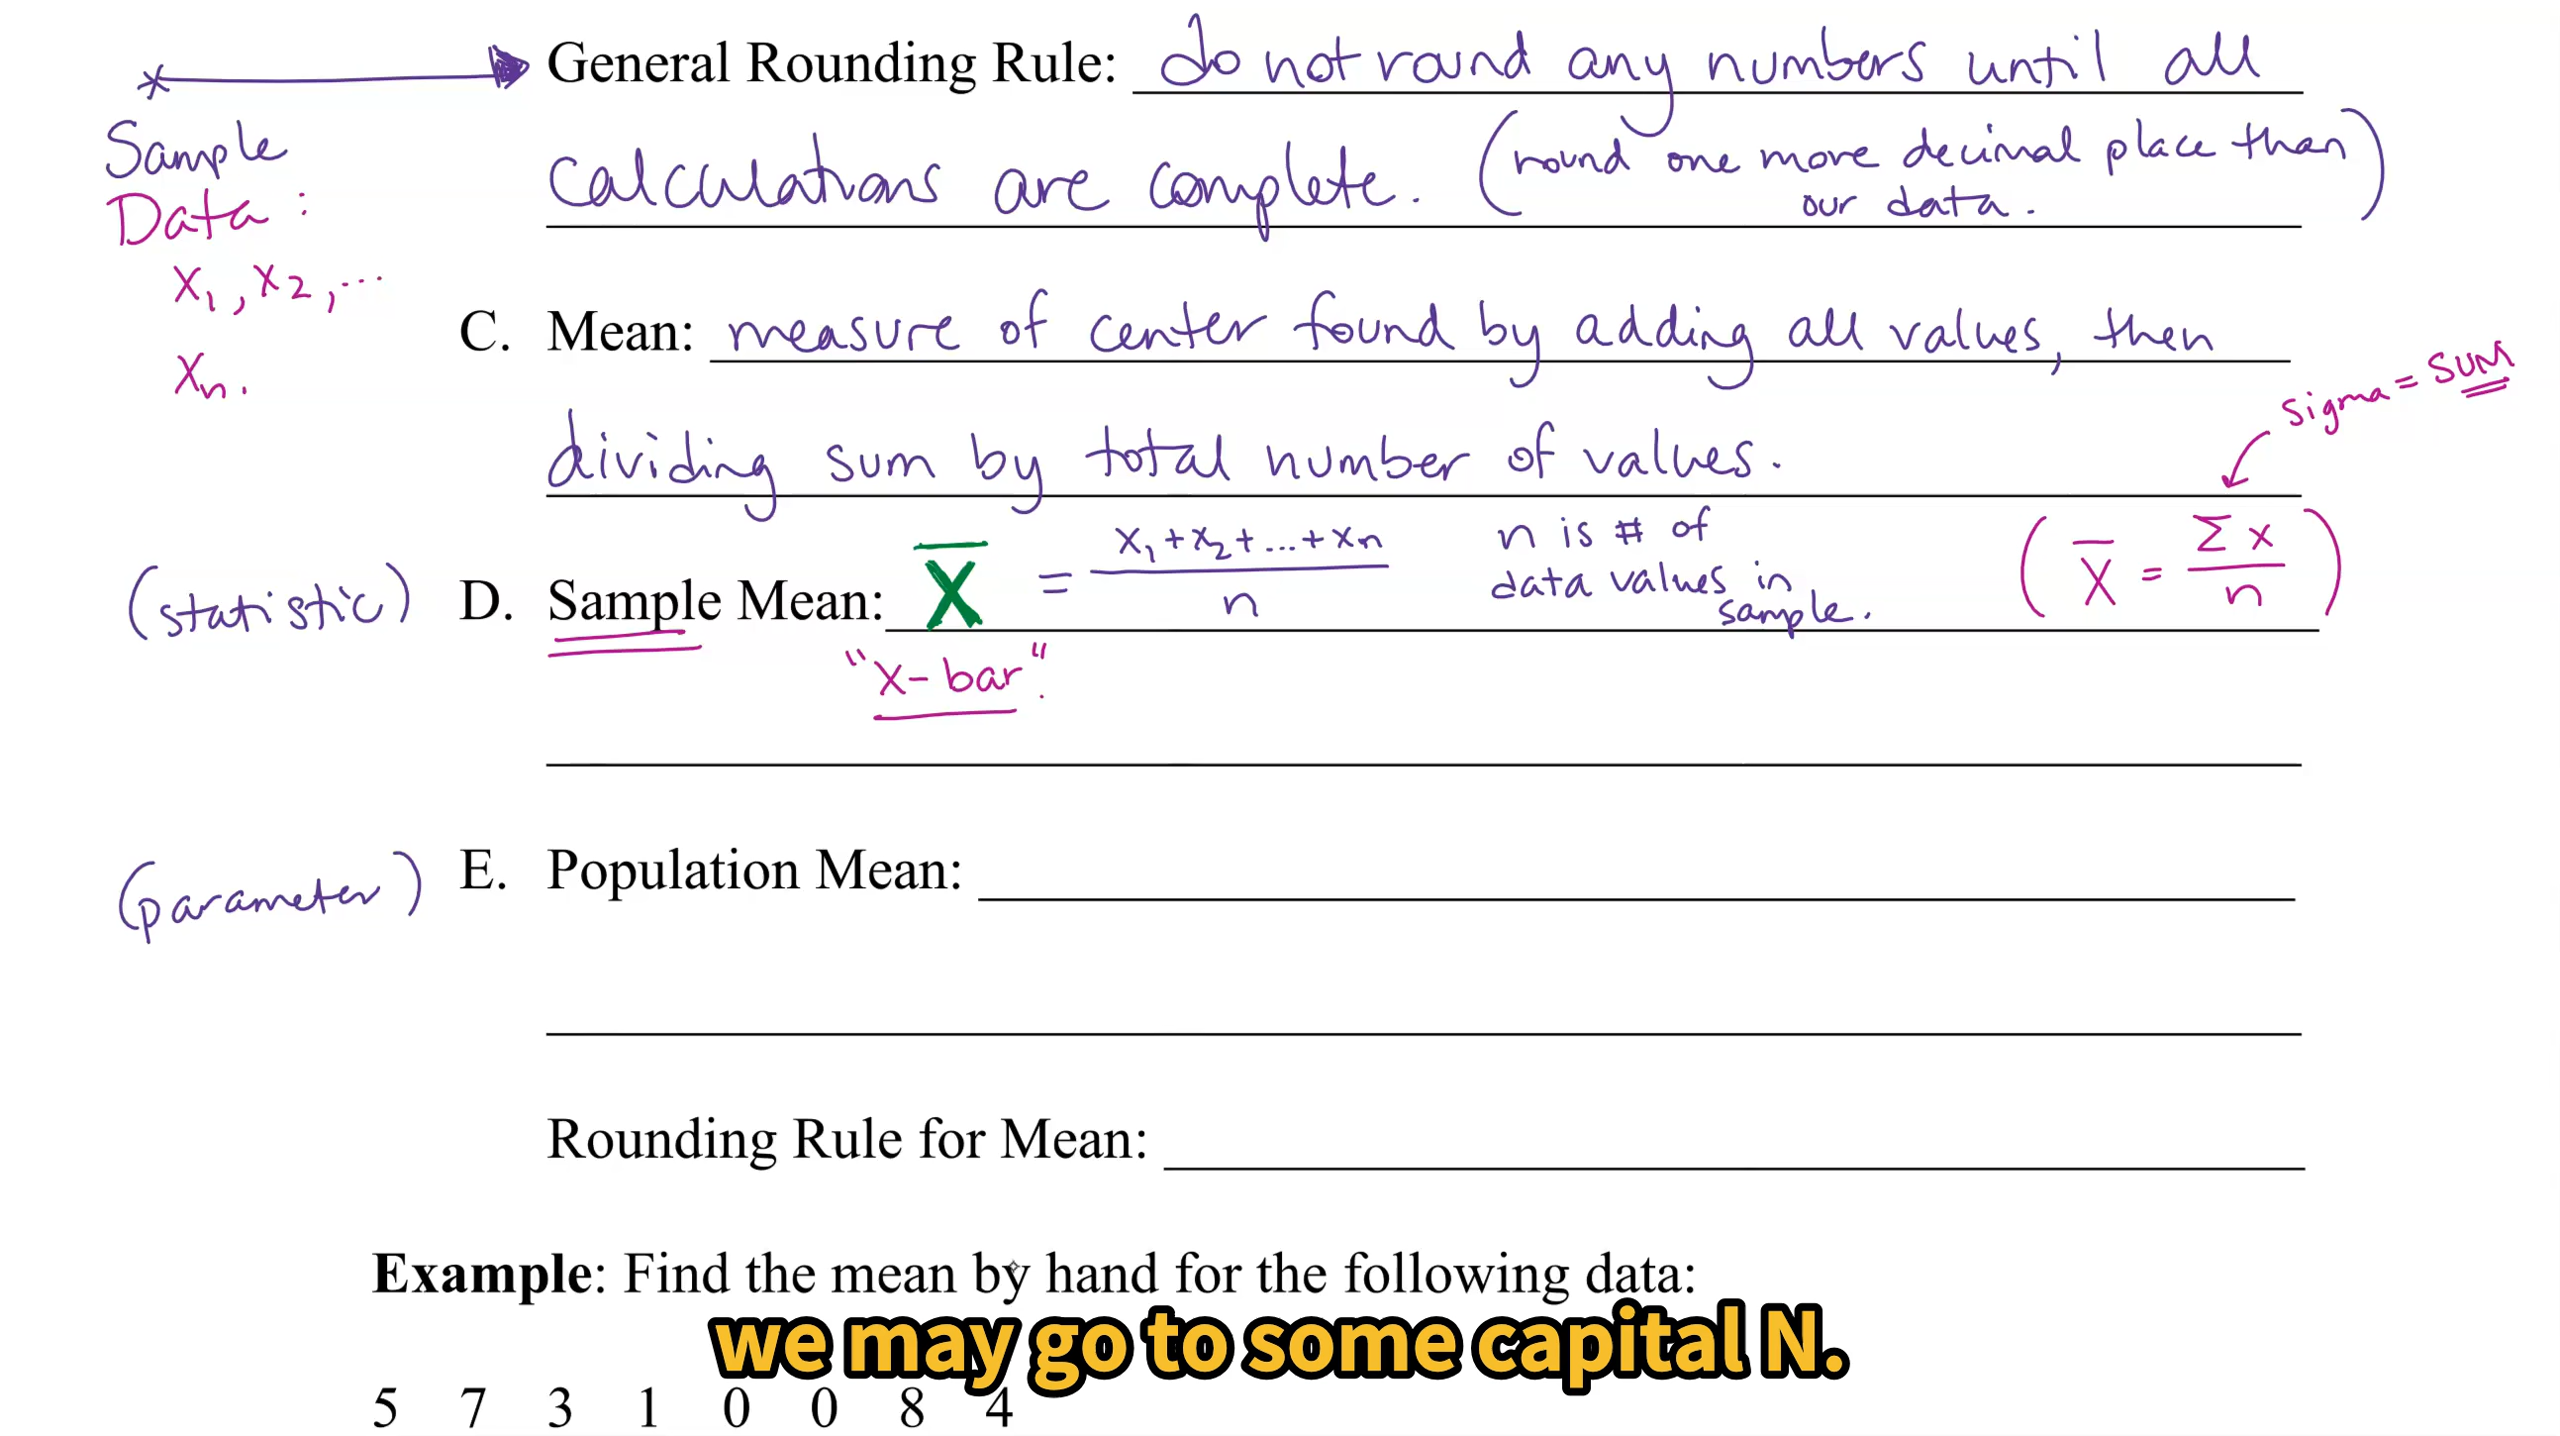 General Rounding Rule: do not round any numbers until all
Sample
calculations are complete. (round one more decimal place than
our data.)
Data:
x₁, x₂, ...
xₙ.
C. Mean: measure of center found by adding all values, then
sigma = SUM
dividing sum by total number of values.
(statistic) D. Sample Mean: x̄ = x₁+x₂+...+xₙ / n   n is # of data values in sample.   (x̄ = Σx / n)
"x-bar".
(parameter) E. Population Mean:
Rounding Rule for Mean:
Example: Find the mean by hand for the following data:
we may go to some capital N.
5 7 3 1 0 0 8 4